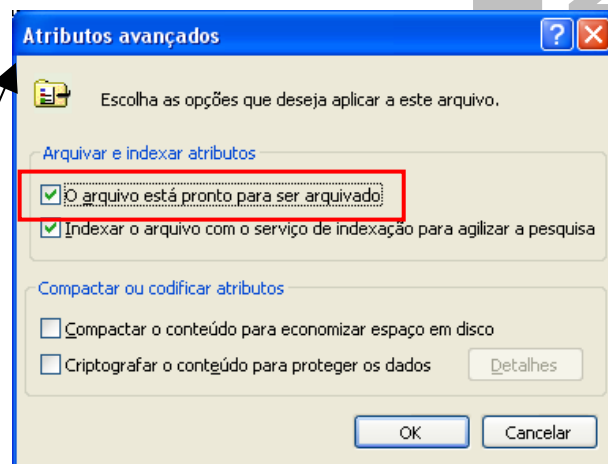 Atributos avançados
Escolha as opções que deseja aplicar a este arquivo.
Arquivar e indexar atributos
O arquivo está pronto para ser arquivado
Indexar o arquivo com o serviço de indexação para agilizar a pesquisa
Compactar ou codificar atributos
Compactar o conteúdo para economizar espaço em disco
Criptografar o conteúdo para proteger os dados
Detalhes
OK
Cancelar